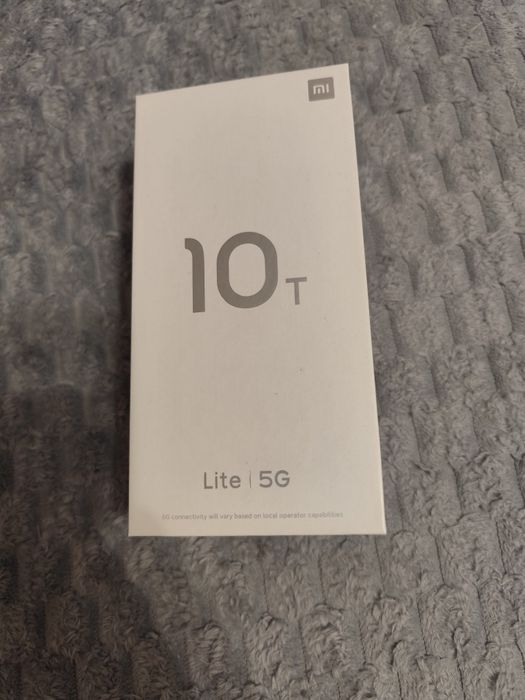 mi
10T
Lite | 5G
5G connectivity will vary based on local operator capabilities